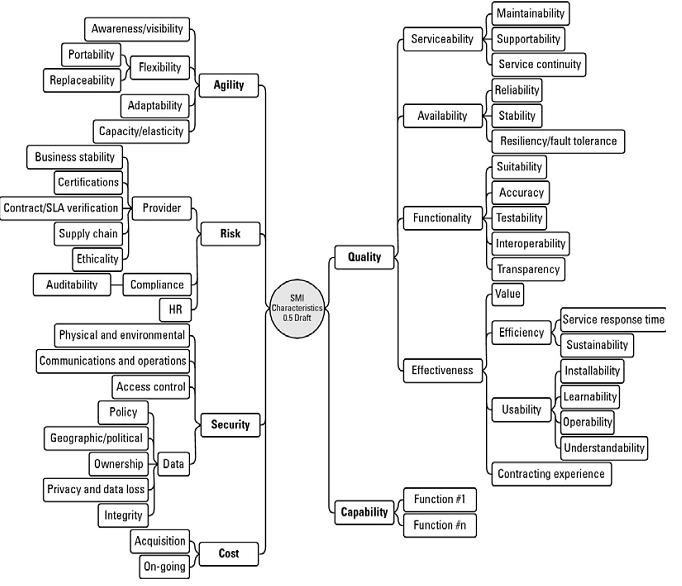 Awareness/visibility
Portability
Flexibility
Replaceability
Agility
Adaptability
Capacity/elasticity
Business stability
Certifications
Contract/SLA verification
Provider
Supply chain
Ethicality
Risk
Auditability
Compliance
HR
SMI
Characteristics
0.5 Draft
Physical and environmental
Communications and operations
Access control
Security
Policy
Geographic/political
Ownership
Data
Privacy and data loss
Integrity
Acquisition
Cost
On-going
Maintainability
Serviceability
Supportability
Service continuity
Reliability
Availability
Stability
Resiliency/fault tolerance
Suitability
Accuracy
Functionality
Testability
Interoperability
Transparency
Quality
Value
Service response time
Efficiency
Sustainability
Effectiveness
Installability
Learnability
Usability
Operability
Understandability
Contracting experience
Function #1
Capability
Function #n